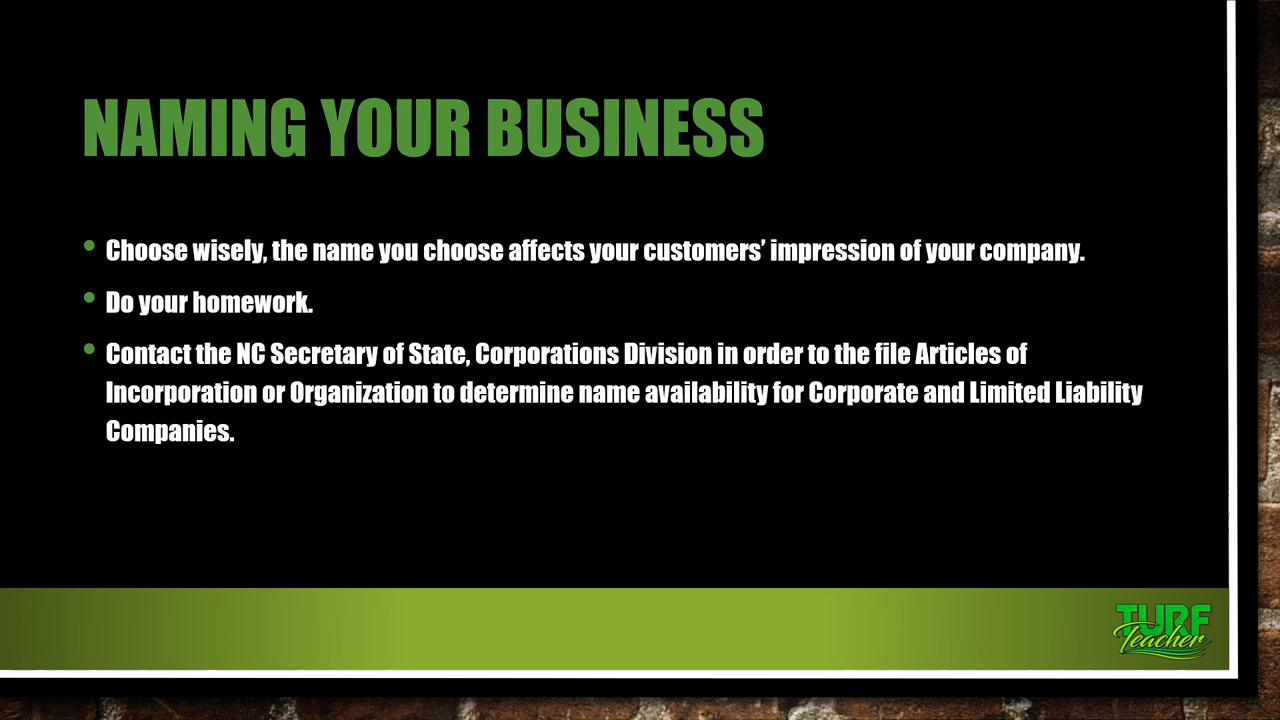 NAMING YOUR BUSINESS
• Choose wisely, the name you choose affects your customers’ impression of your company.
• Do your homework.
• Contact the NC Secretary of State, Corporations Division in order to the file Articles of
Incorporation or Organization to determine name availability for Corporate and Limited Liability
Companies.
TURF
Teacher